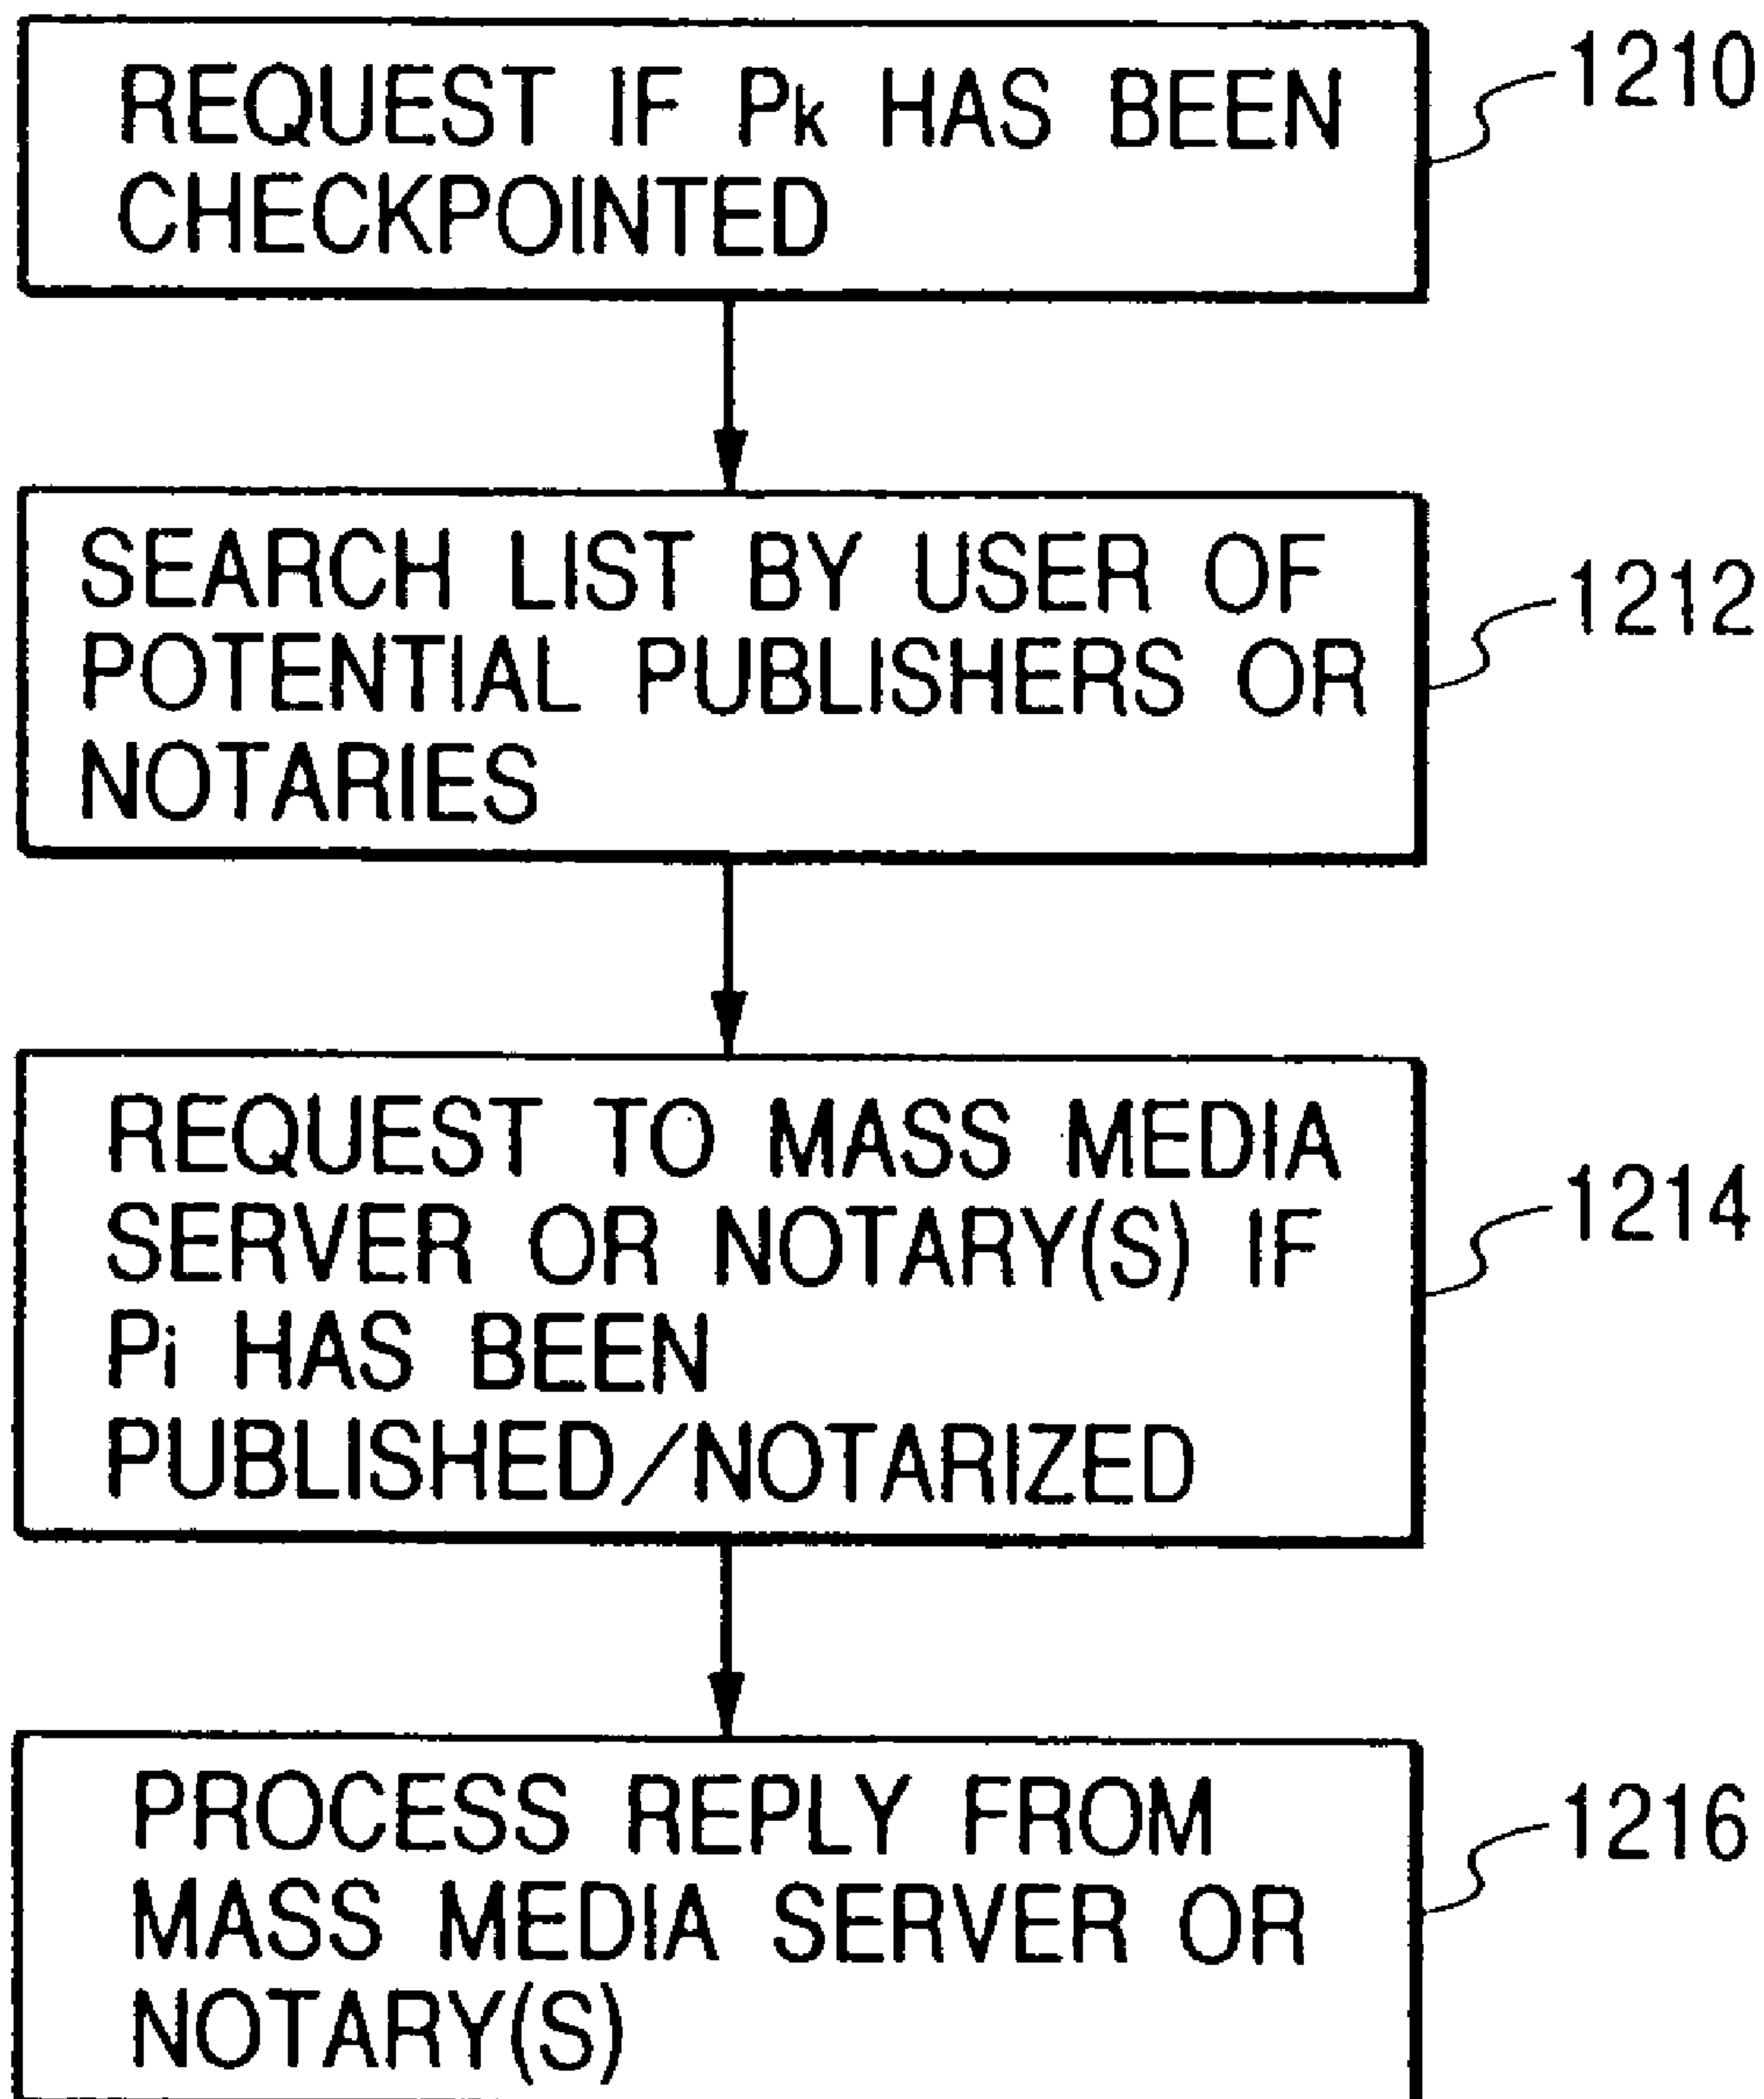 REQUEST IF Pk HAS BEEN
CHECKPOINTED
1210
SEARCH LIST BY USER OF
POTENTIAL PUBLISHERS OR
NOTARIES
1212
REQUEST TO MASS MEDIA
SERVER OR NOTARY(S) IF
Pi HAS BEEN
PUBLISHED/NOTARIZED
1214
PROCESS REPLY FROM
MASS MEDIA SERVER OR
NOTARY(S)
1216